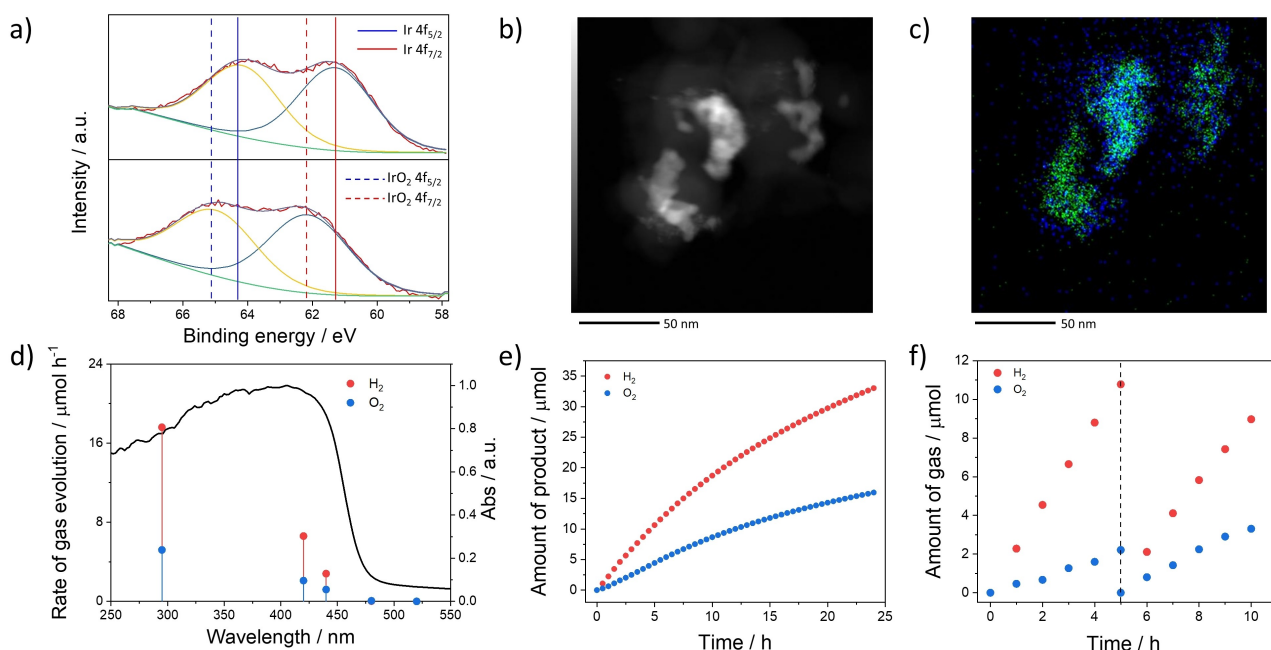 a)
Ir 4f5/2
Ir 4f7/2
IrO2 4f5/2
IrO2 4f7/2
Intensity / a.u.
68 66 64 62 60 58
Binding energy / eV
b)
50 nm
c)
50 nm
d)
Rate of gas evolution / μmol h-1
24
16
8
0
H2
O2
1.0
0.8
0.6
0.4
0.2
0.0
Abs / a.u.
250 300 350 400 450 500 550
Wavelength / nm
e)
Amount of product / μmol
35
30
25
20
15
10
5
0
H2
O2
0 5 10 15 20 25
Time / h
f)
Amount of gas / μmol
12
10
8
6
4
2
0
H2
O2
0 2 4 6 8 10
Time / h